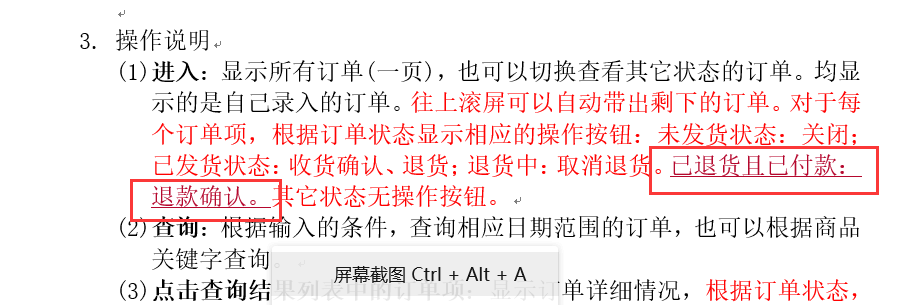 3. 操作说明
(1)进入：显示所有订单(一页)，也可以切换查看其它状态的订单。均显
示的是自己录入的订单。往上滚屏可以自动带出剩下的订单。对于每
个订单项，根据订单状态显示相应的操作按钮：未发货状态：关闭；
已发货状态：收货确认、退货；退货中：取消退货。已退货且已付款：
退款确认。其它状态无操作按钮。
(2)查询：根据输入的条件，查询相应日期范围的订单，也可以根据商品
关键字查询。
屏幕截图 Ctrl + Alt + A
(3)点击查询结果列表中的订单项：显示订单详细情况，根据订单状态，